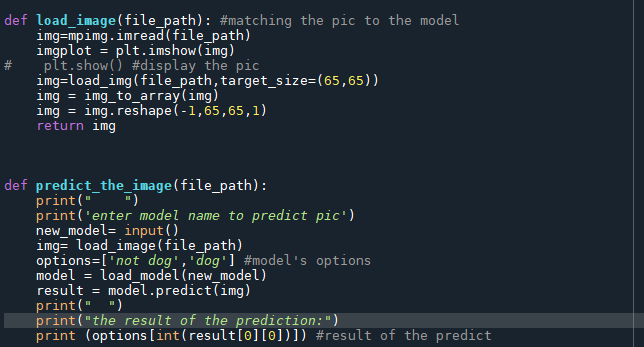 def load_image(file_path): #matching the pic to the model
    img=mpimg.imread(file_path)
    imgplot = plt.imshow(img)
#    plt.show() #display the pic
    img=load_img(file_path,target_size=(65,65))
    img = img_to_array(img)
    img = img.reshape(-1,65,65,1)
    return img
def predict_the_image(file_path):
    print("    ")
    print('enter model name to predict pic')
    new_model= input()
    img= load_image(file_path)
    options=['not dog','dog'] #model's options
    model = load_model(new_model)
    result = model.predict(img)
    print("  ")
    print("the result of the prediction:")
    print (options[int(result[0][0])]) #result of the predict